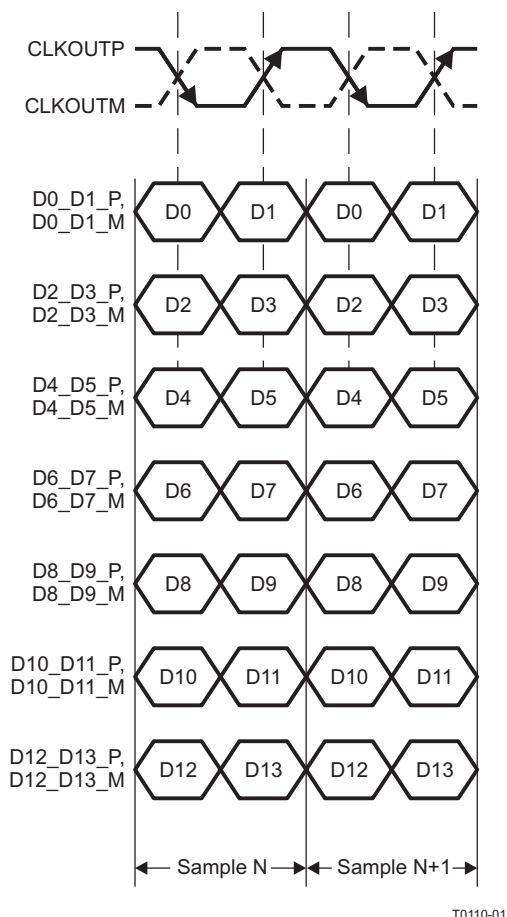 CLKOUTP
CLKOUTM
D0_D1_P,
D0_D1_M
D0 D1 D0 D1
D2_D3_P,
D2_D3_M
D2 D3 D2 D3
D4_D5_P,
D4_D5_M
D4 D5 D4 D5
D6_D7_P,
D6_D7_M
D6 D7 D6 D7
D8_D9_P,
D8_D9_M
D8 D9 D8 D9
D10_D11_P,
D10_D11_M
D10 D11 D10 D11
D12_D13_P,
D12_D13_M
D12 D13 D12 D13
Sample N Sample N+1
T0110-01